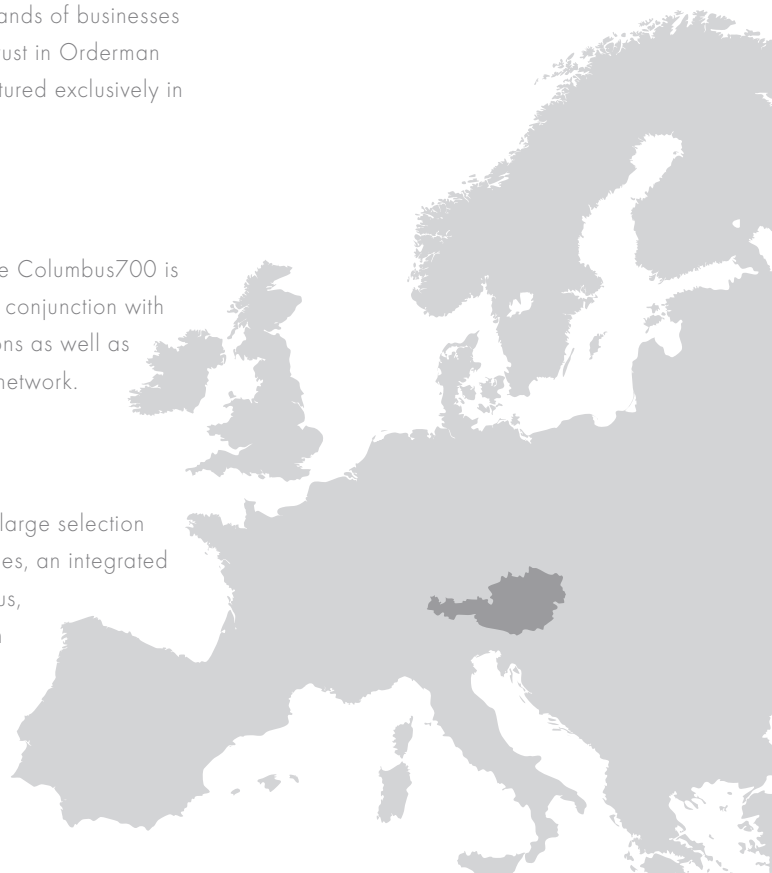 ands of businesses
ust in Orderman
tured exclusively in
e Columbus700 is
conjunction with
ons as well as
network.
large selection
es, an integrated
us,